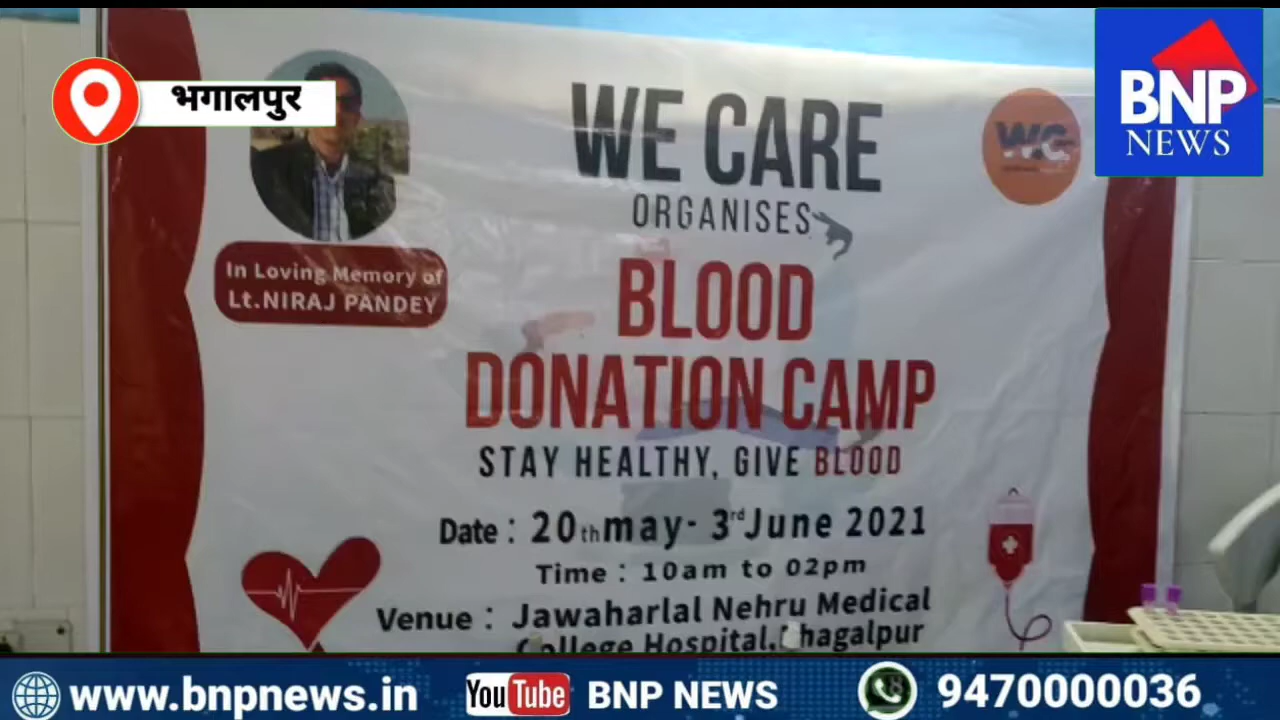 भगालपुर
BNP
NEWS
WE CARE
ORGANISES
WC
In Loving Memory of
Lt.NIRAJ PANDEY
BLOOD
DONATION CAMP
STAY HEALTHY, GIVE BLOOD
Date : 20th may- 3rd June 2021
Time : 10am to 02pm
Venue : Jawaharlal Nehru Medical
College Hospital, Bhagalpur
www.bnpnews.in YouTube BNP NEWS 9470000036